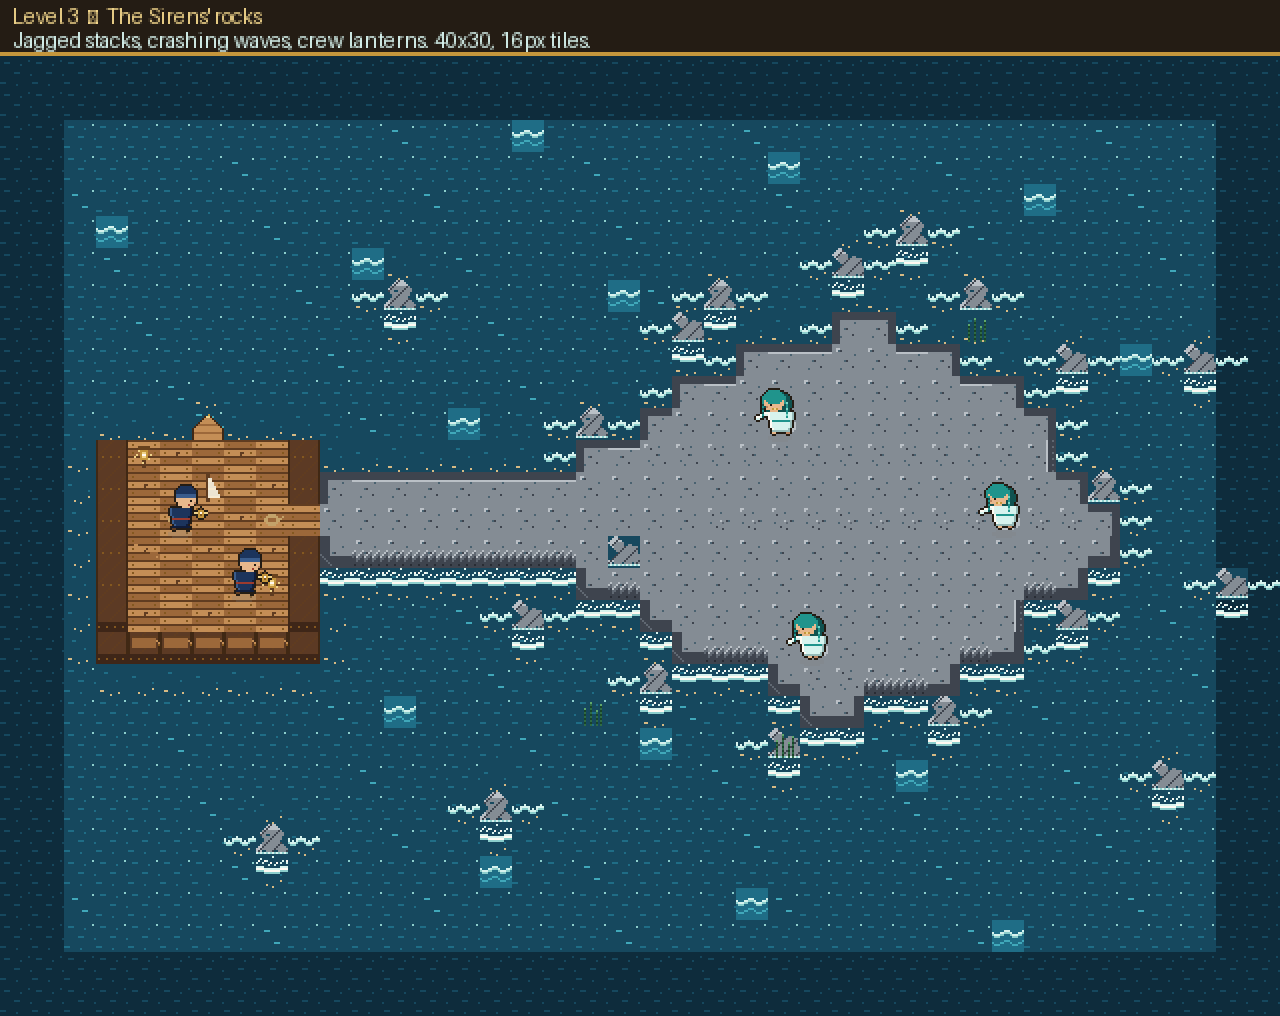 Level 3 ▯ The Sirens' rocks
Jagged stacks, crashing waves, crew lanterns. 40x30, 16px tiles.